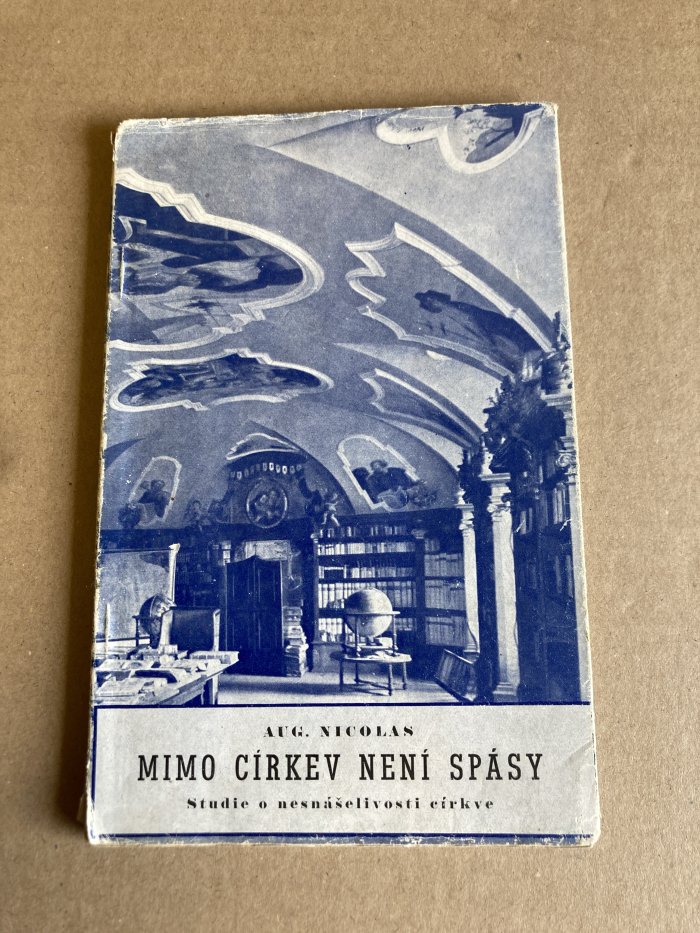 AUG. NICOLAS
MIMO CÍRKEV NENÍ SPÁSY
Studie o nesnášelivosti církve